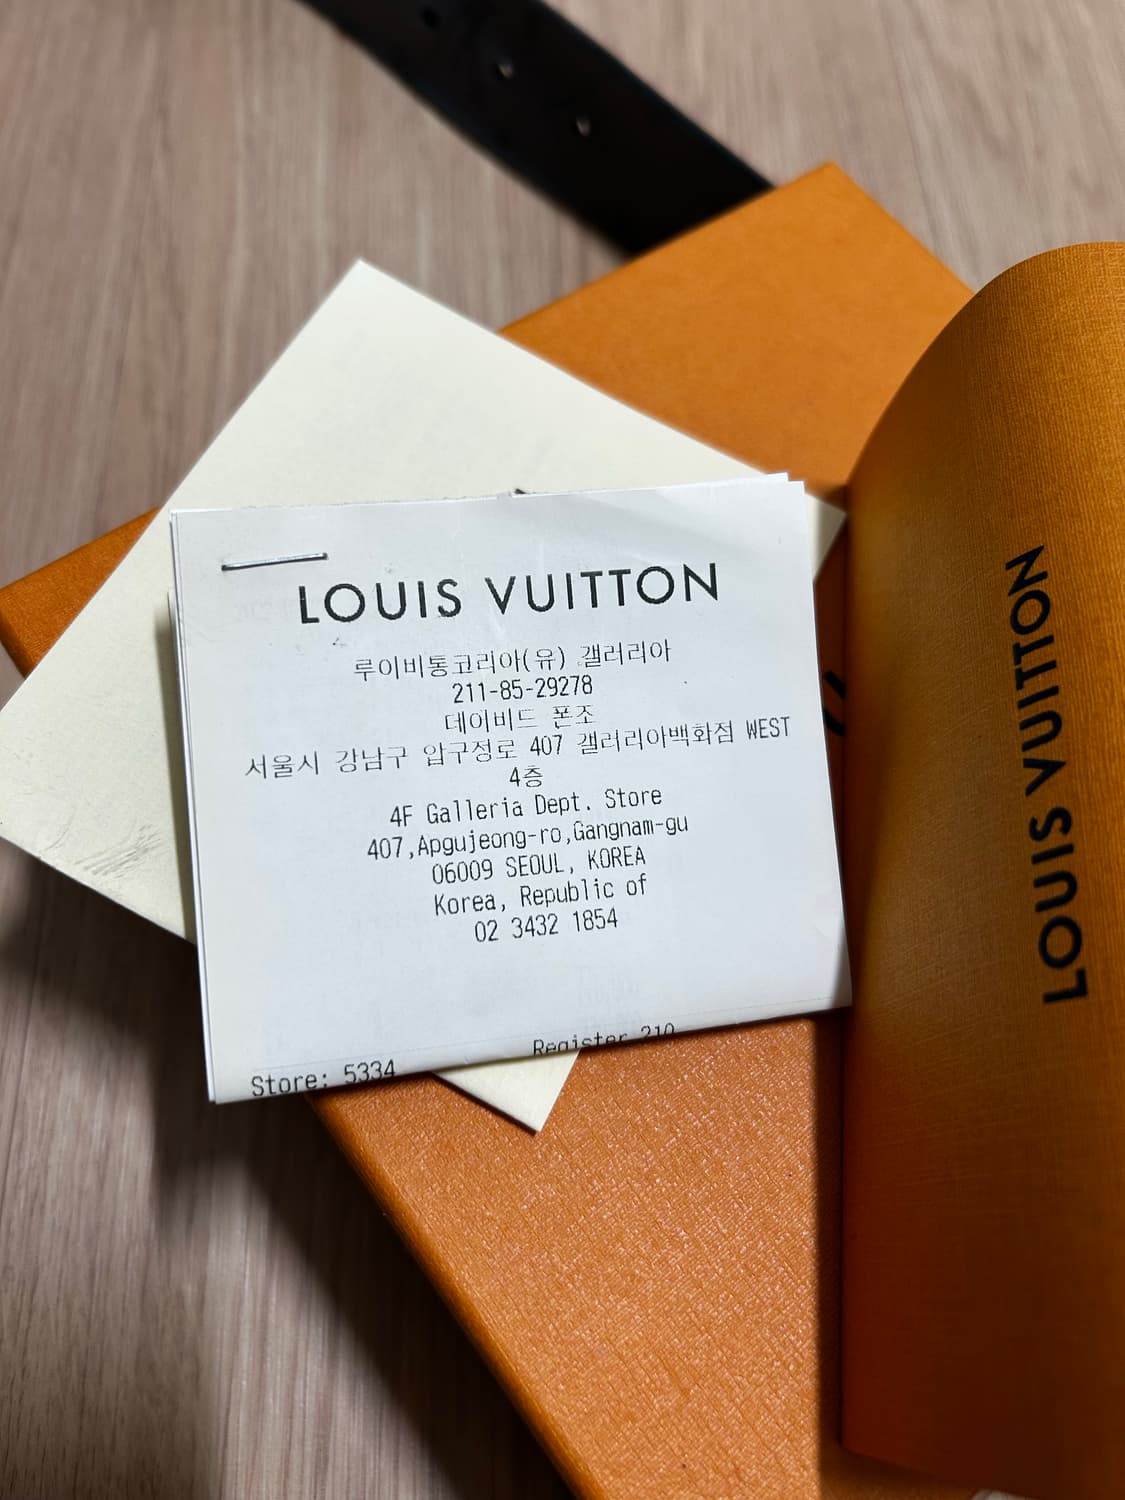 LOUIS VUITTON
루이비통코리아(유) 갤러리아
211-85-29278
데이비드 폰조
서울시 강남구 압구정로 407 갤러리아백화점 WEST
4층
4F Galleria Dept. Store
407,Apgujeong-ro,Gangnam-gu
06009 SEOUL, KOREA
Korea, Republic of
02 3432 1854
Store: 5334 Register 210
LOUIS VUITTON